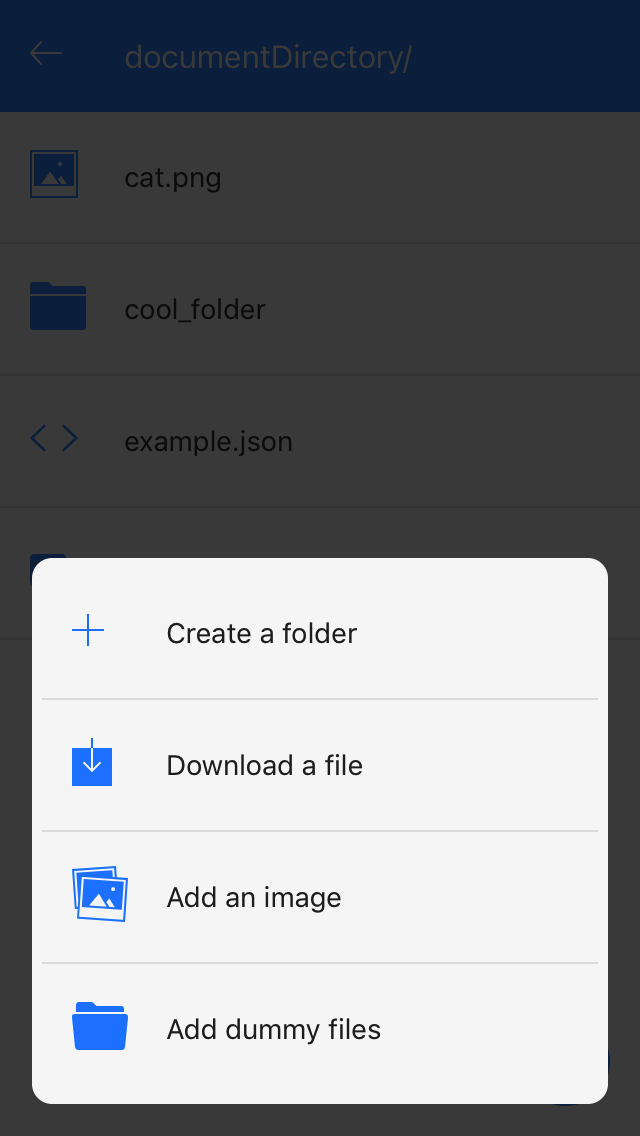 documentDirectory/
cat.png
cool_folder
example.json
Create a folder
Download a file
Add an image
Add dummy files